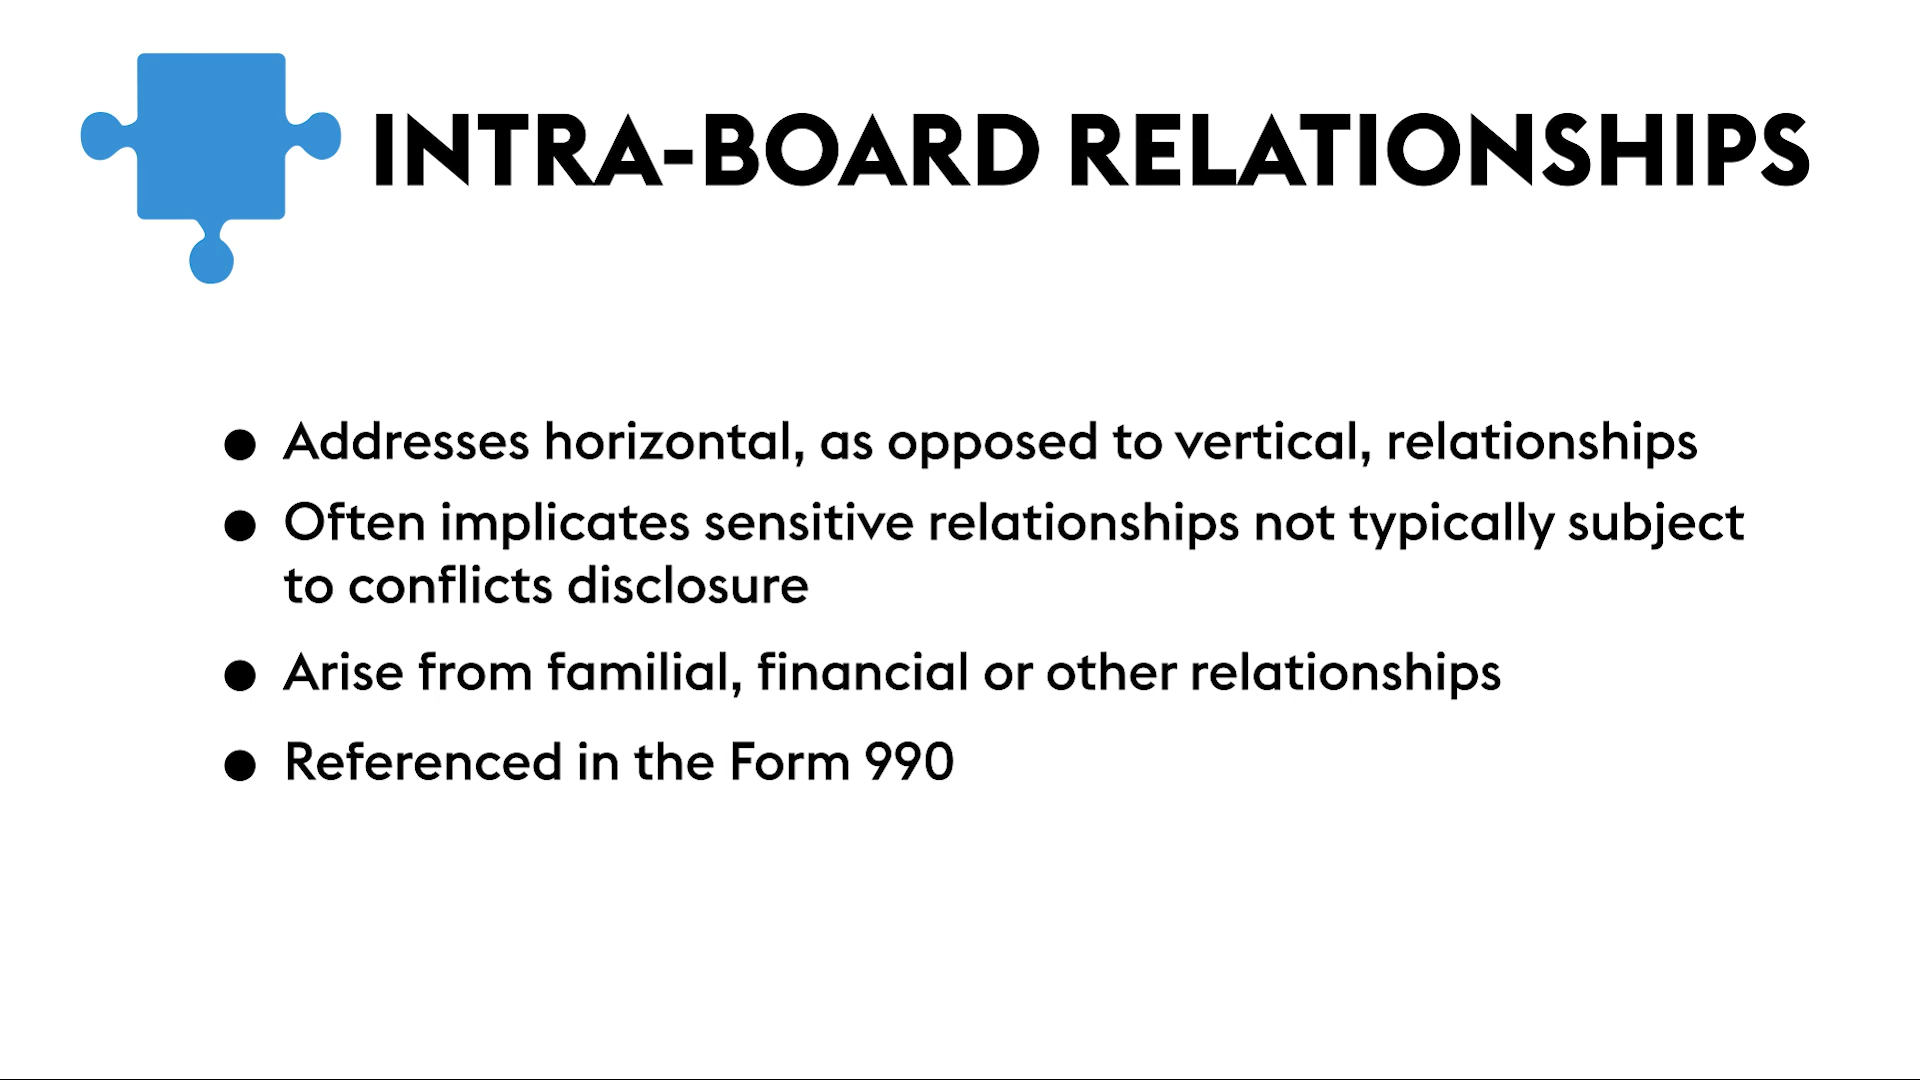 INTRA-BOARD RELATIONSHIPS
● Addresses horizontal, as opposed to vertical, relationships
● Often implicates sensitive relationships not typically subject
to conflicts disclosure
● Arise from familial, financial or other relationships
● Referenced in the Form 990